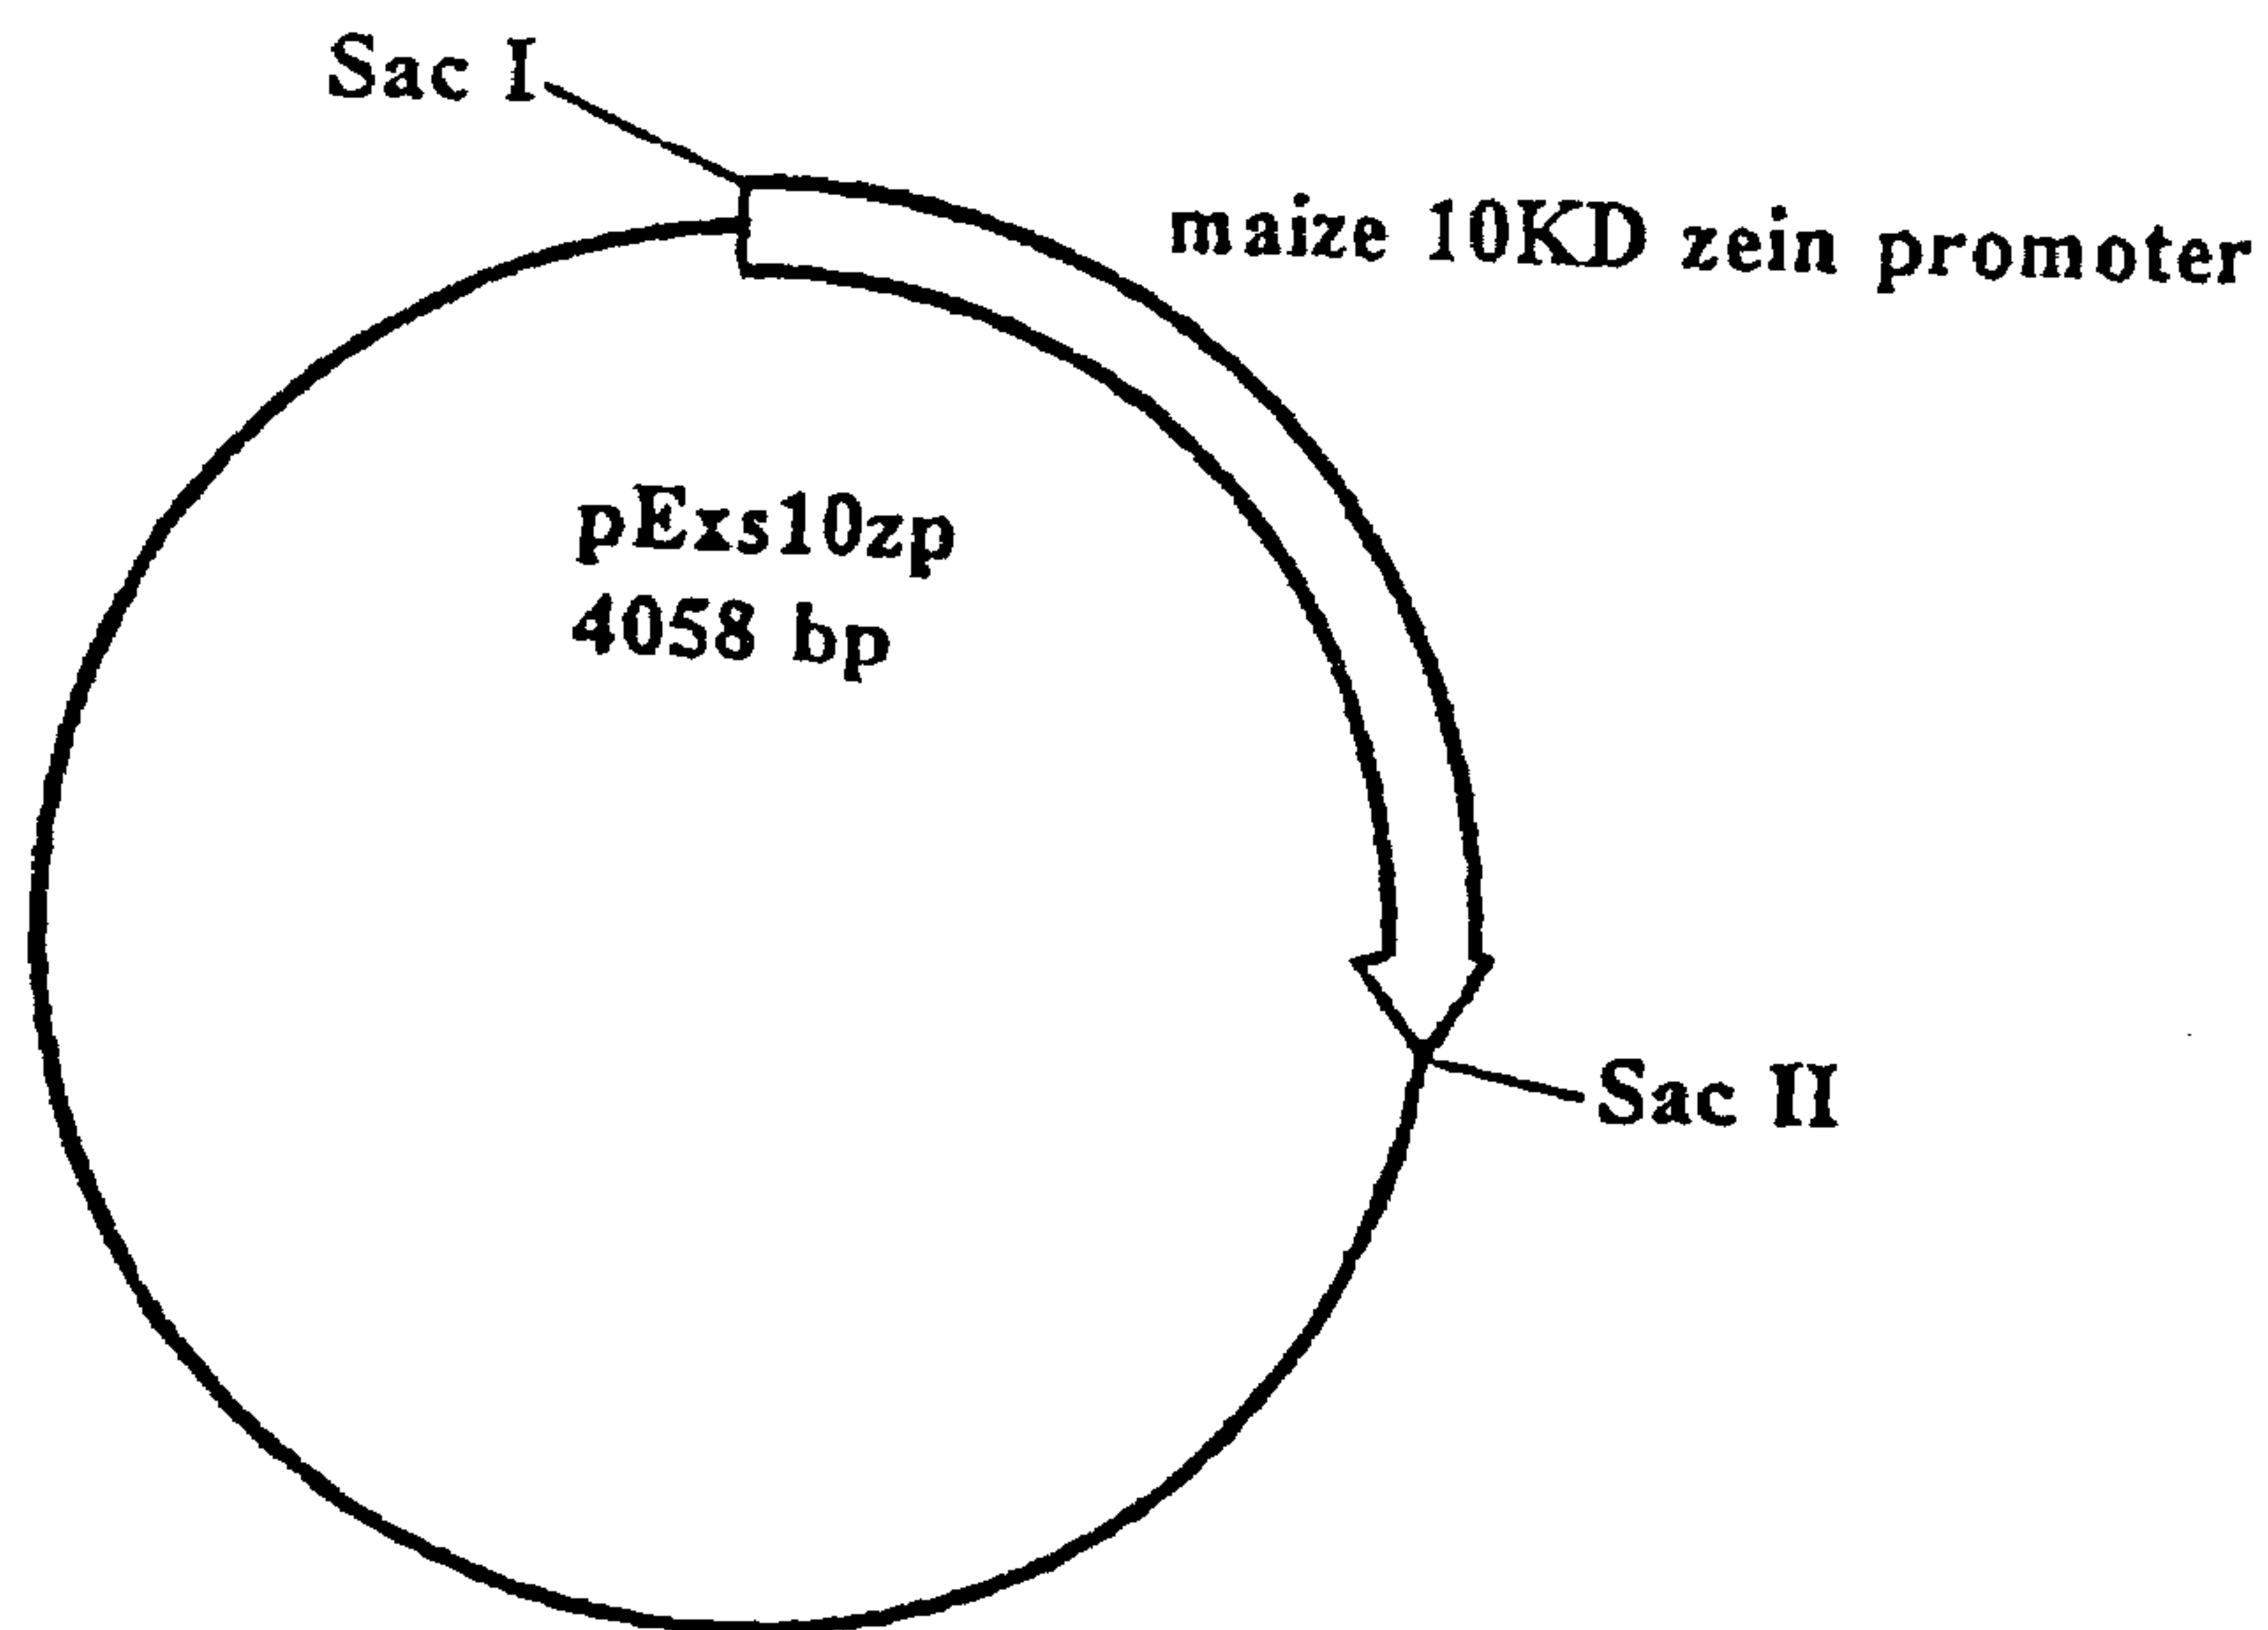 Sac I
maize 10KD zein promoter
pExs10zp
4058 bp
Sac II